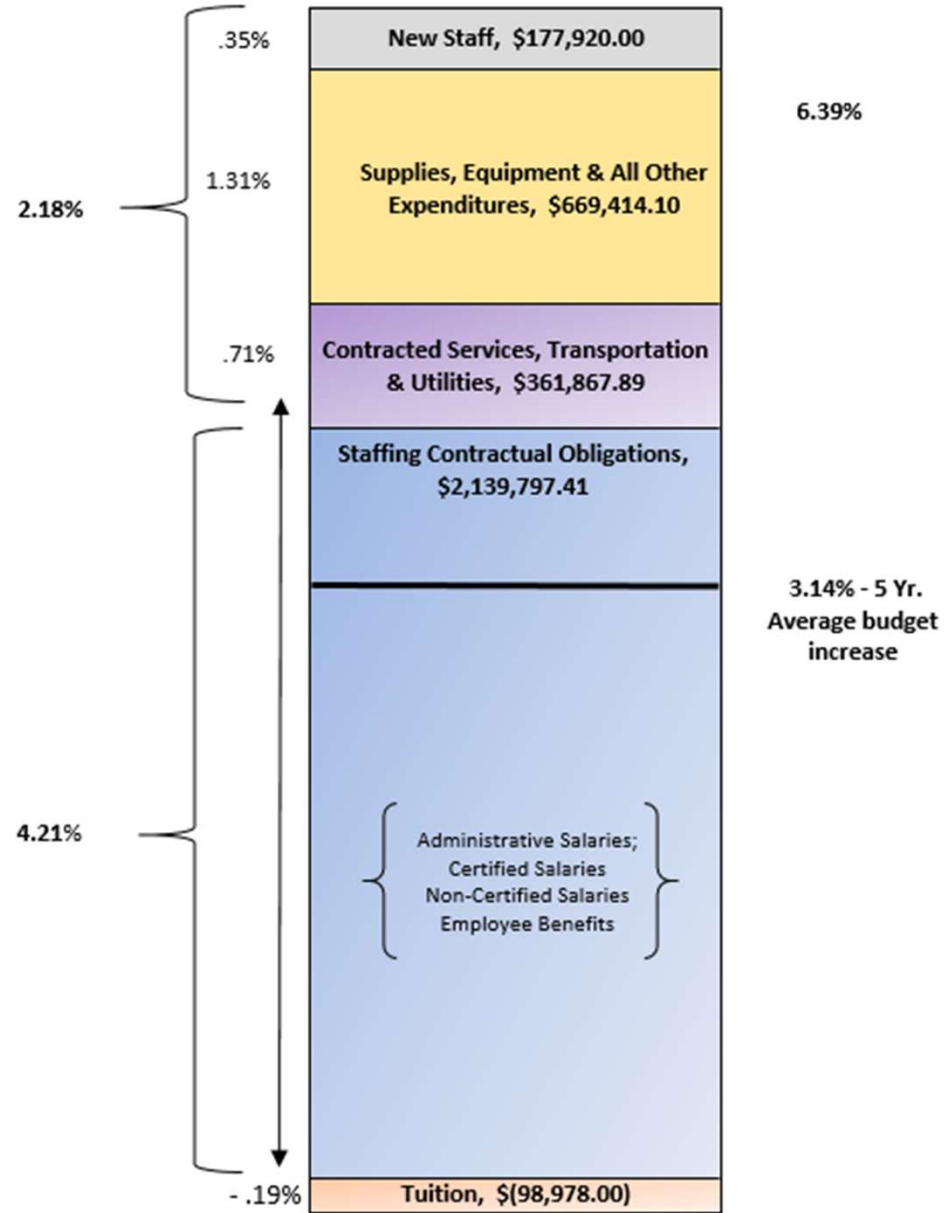 .35%
New Staff, $177,920.00
6.39%
1.31%
Supplies, Equipment & All Other
Expenditures, $669,414.10
2.18%
.71%
Contracted Services, Transportation
& Utilities, $361,867.89
Staffing Contractual Obligations,
$2,139,797.41
3.14% - 5 Yr.
Average budget
increase
4.21%
Administrative Salaries;
Certified Salaries
Non-Certified Salaries
Employee Benefits
- .19%
Tuition, $(98,978.00)